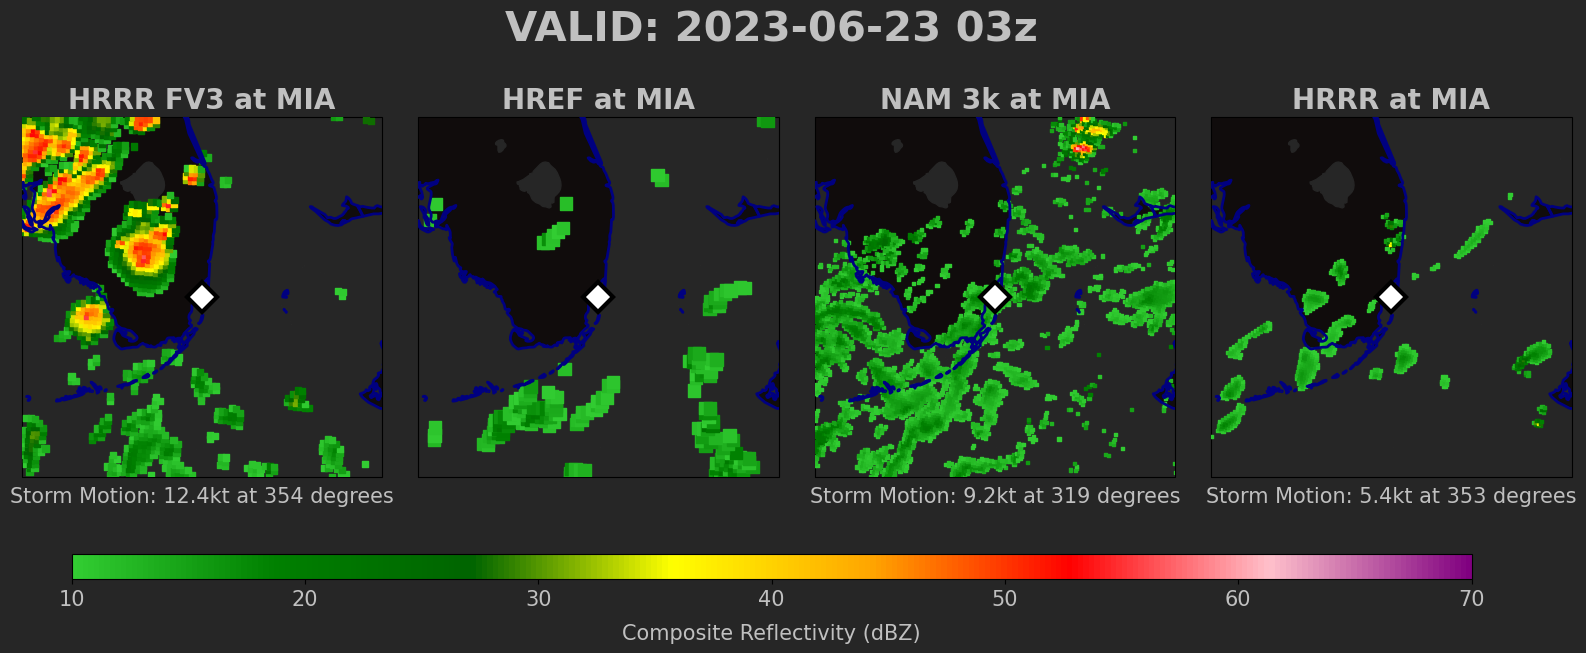 VALID: 2023-06-23 03z
HRRR FV3 at MIA
HREF at MIA
NAM 3k at MIA
HRRR at MIA
Storm Motion: 12.4kt at 354 degrees
Storm Motion: 9.2kt at 319 degrees
Storm Motion: 5.4kt at 353 degrees
10 20 30 40 50 60 70
Composite Reflectivity (dBZ)